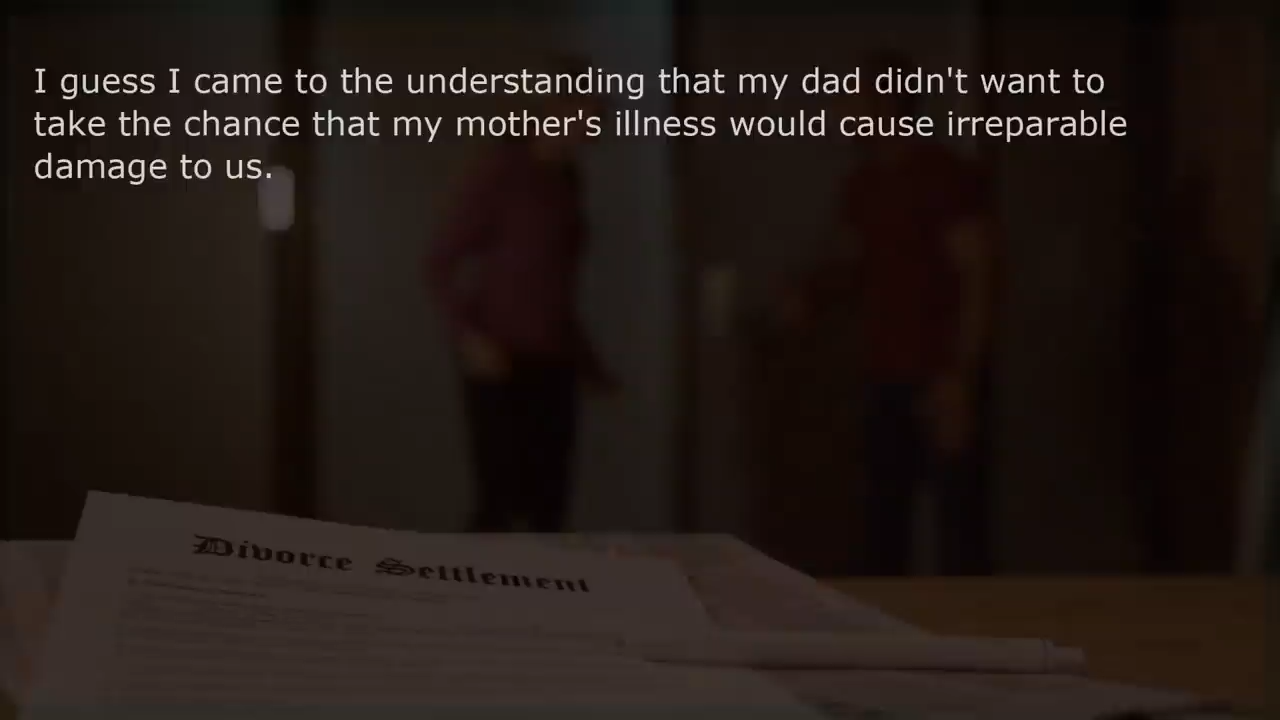 I guess I came to the understanding that my dad didn't want to
take the chance that my mother's illness would cause irreparable
damage to us.
Divorce Settlement